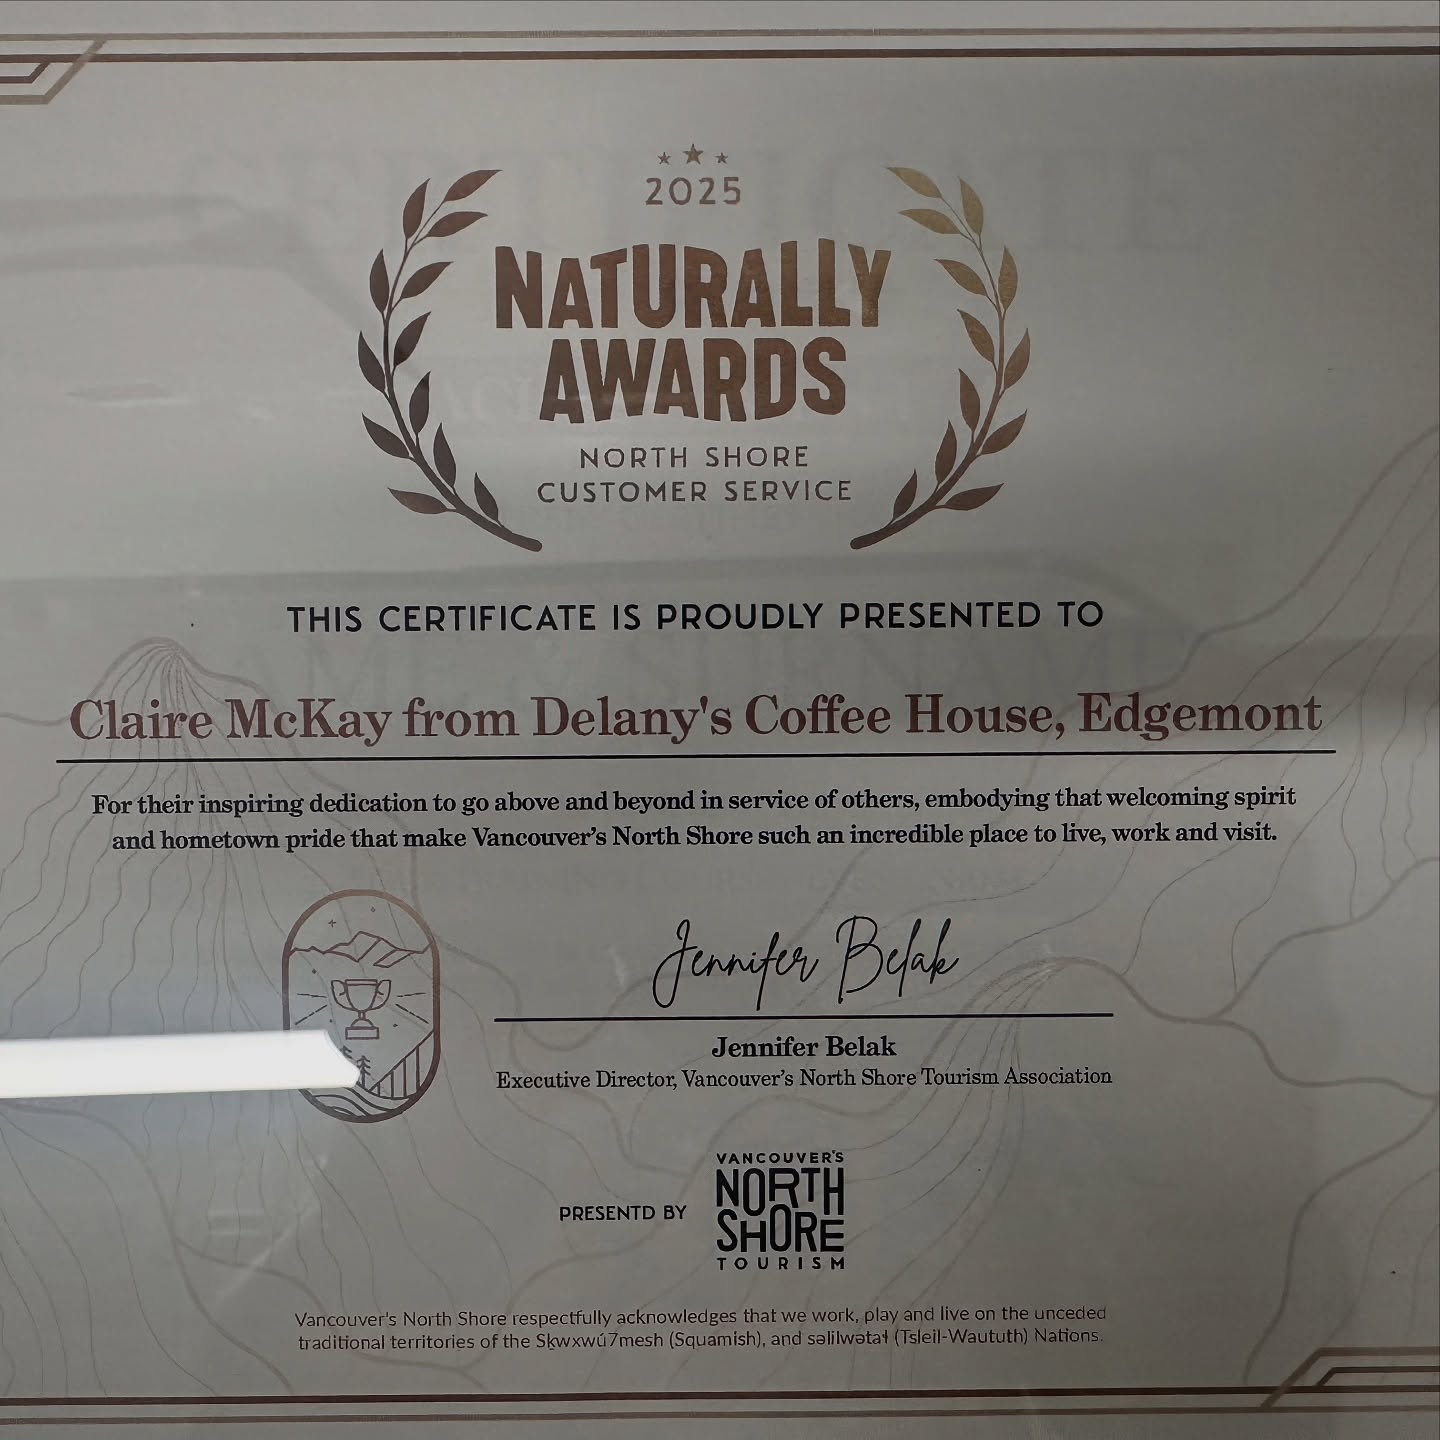 2025
NATURALLY
AWARDS
NORTH SHORE
CUSTOMER SERVICE
THIS CERTIFICATE IS PROUDLY PRESENTED TO
Claire McKay from Delany's Coffee House, Edgemont
For their inspiring dedication to go above and beyond in service of others, embodying that welcoming spirit
and hometown pride that make Vancouver's North Shore such an incredible place to live, work and visit.
Jennifer Belak
Jennifer Belak
Executive Director, Vancouver's North Shore Tourism Association
PRESENTD BY
VANCOUVER'S
NORTH
SHORE
TOURISM
Vancouver's North Shore respectfully acknowledges that we work, play and live on the unceded
traditional territories of the Sḵwxwú7mesh (Squamish), and səlilwətaɬ (Tsleil-Waututh) Nations.